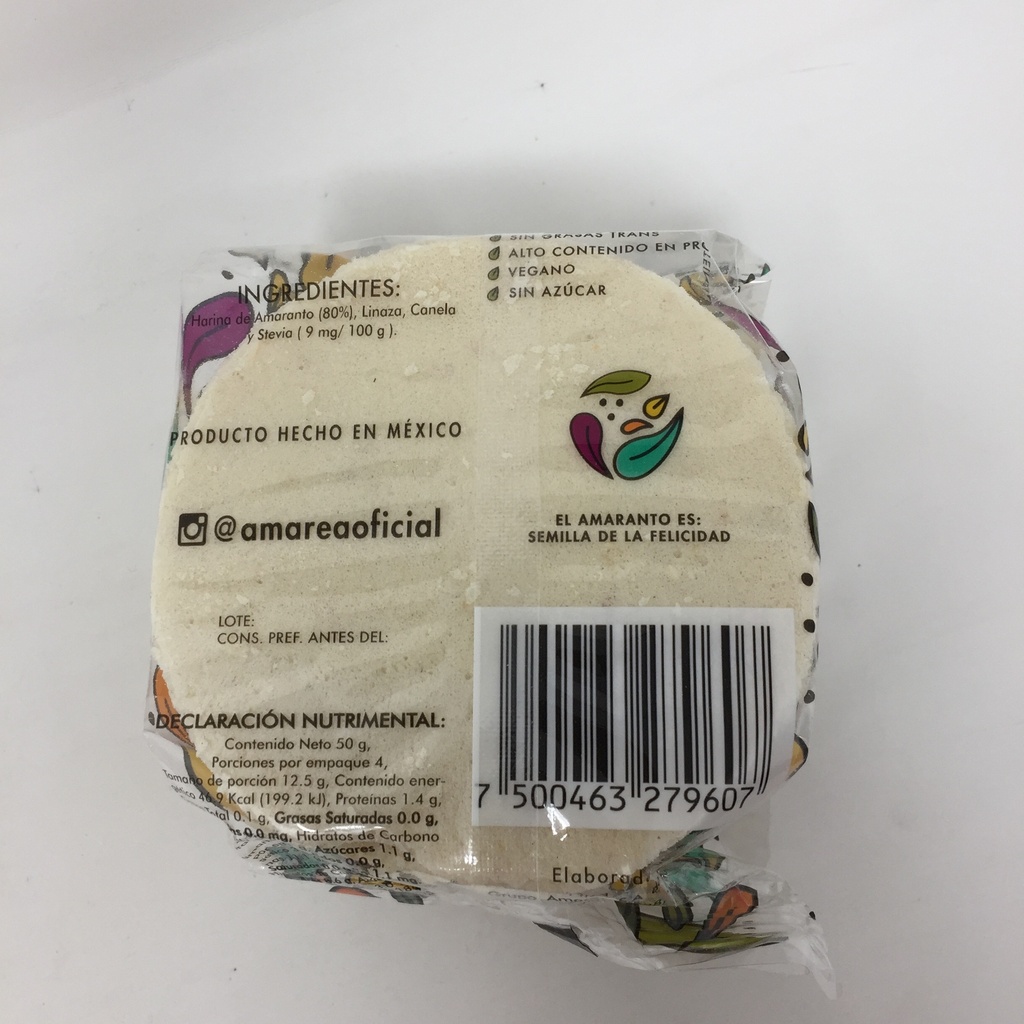 INGREDIENTES:
Harina de Amaranto (80%), Linaza, Canela
y Stevia ( 9 mg/ 100 g ).
SIN GRASAS TRANS
ALTO CONTENIDO EN
VEGANO
SIN AZÚCAR
PRODUCTO HECHO EN MÉXICO
@amareaoficial
EL AMARANTO ES:
SEMILLA DE LA FELICIDAD
LOTE:
CONS. PREF. ANTES DEL:
DECLARACIÓN NUTRIMENTAL:
Contenido Neto 50 g,
Porciones por empaque 4,
Tamaño de porción 12.5 g, Contenido ener-
46.9 Kcal (199.2 kJ), Proteínas 1.4 g,
0.1 g, Grasas Saturadas 0.0 g,
0.0 mg, Hidratos de Carbono
Azúcares 1.1 g,
0.0 g,
7 500463 279607
Elaborad